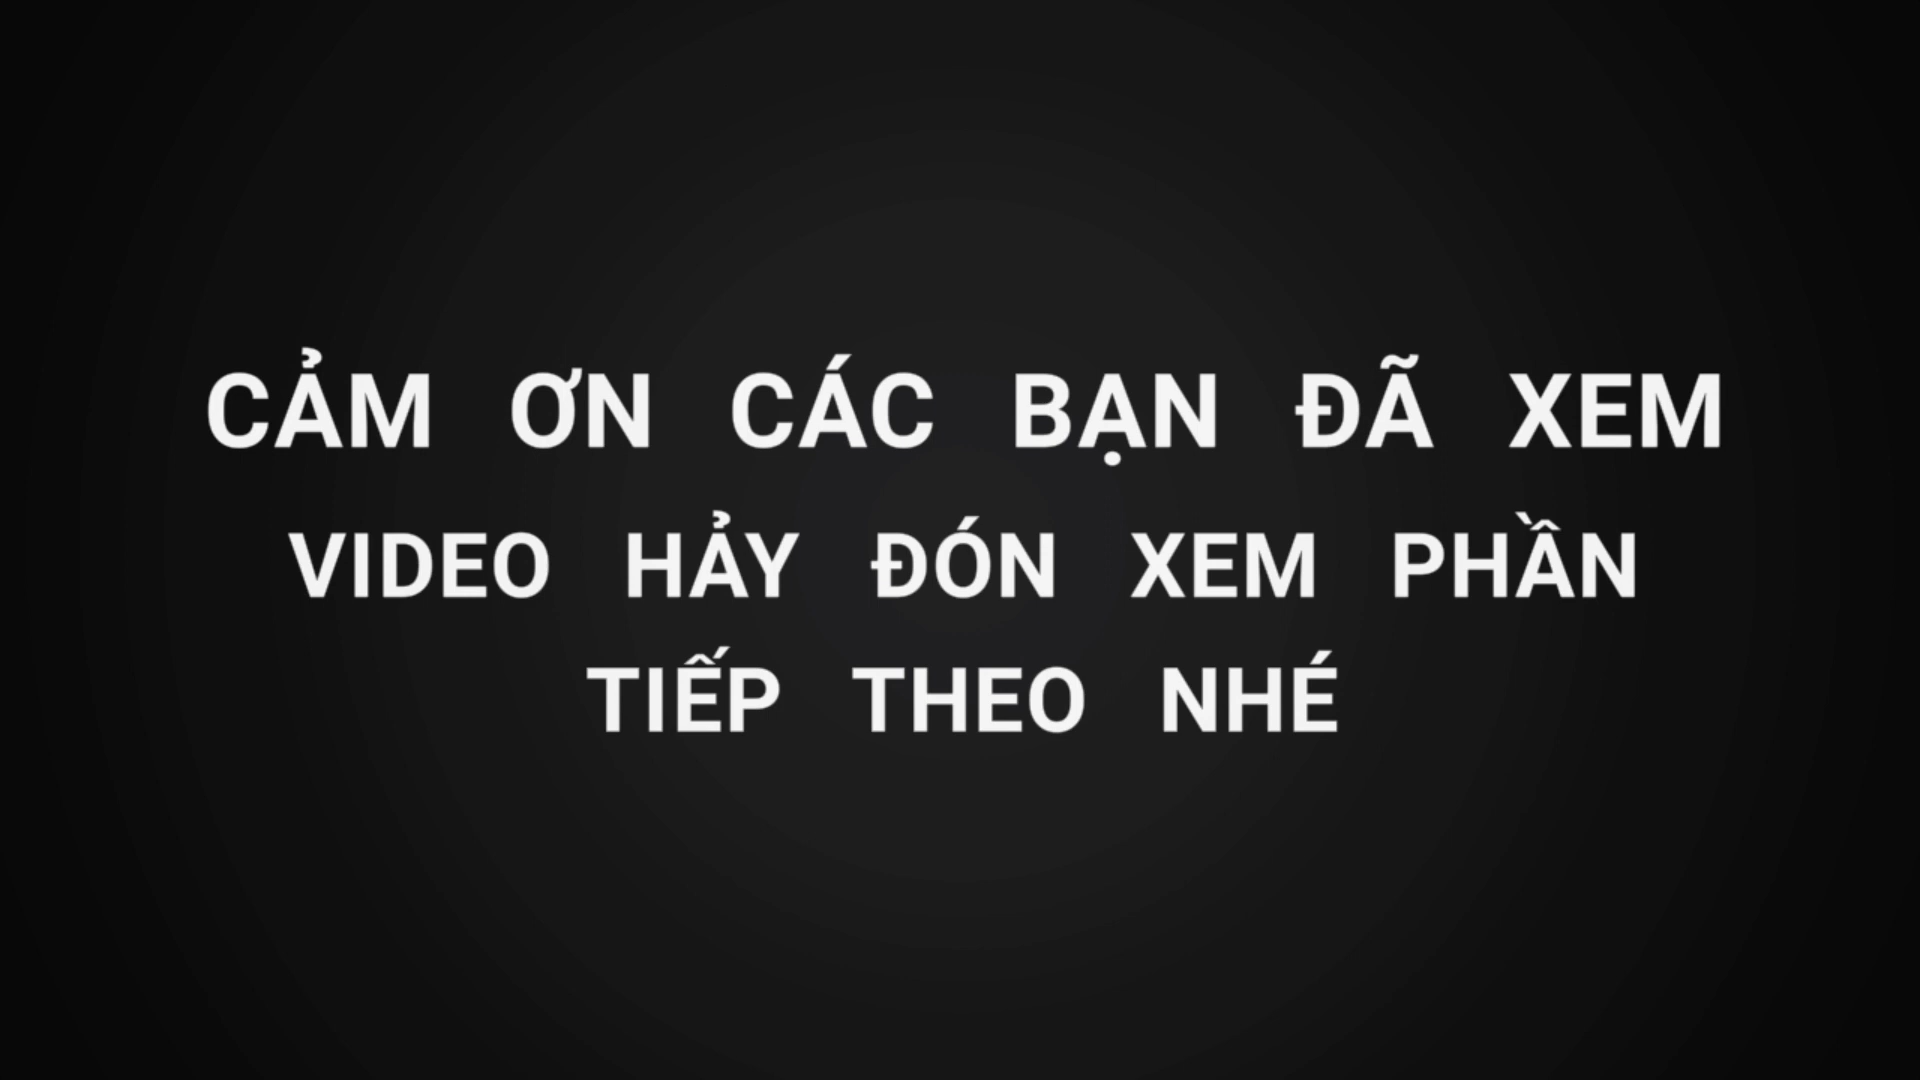 CẢM ƠN CÁC BẠN ĐÃ XEM
VIDEO HẢY ĐÓN XEM PHẦN
TIẾP THEO NHÉ